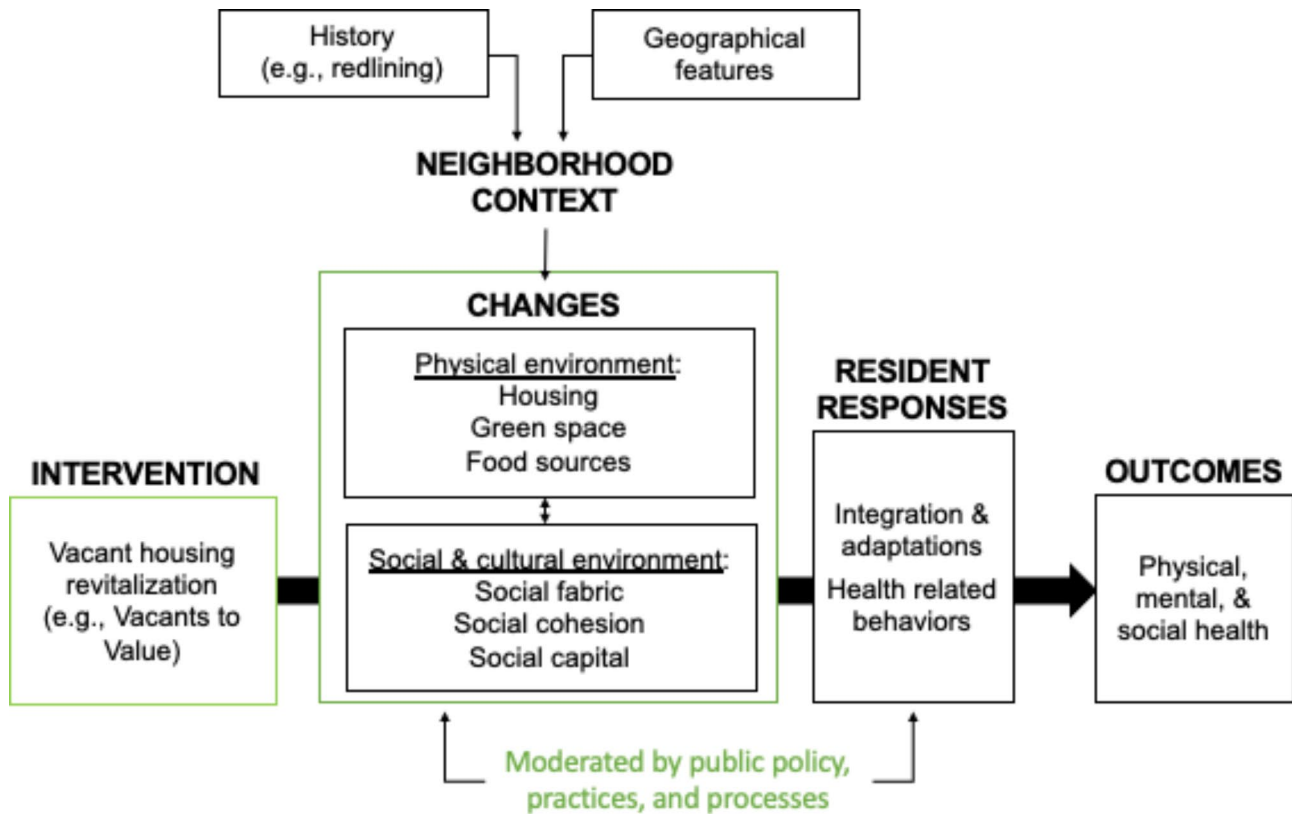 History
(e.g., redlining)
Geographical
features
NEIGHBORHOOD
CONTEXT
CHANGES
Physical environment:
Housing
Green space
Food sources
Social & cultural environment:
Social fabric
Social cohesion
Social capital
INTERVENTION
Vacant housing
revitalization
(e.g., Vacants to
Value)
RESIDENT
RESPONSES
Integration &
adaptations
Health related
behaviors
OUTCOMES
Physical,
mental, &
social health
Moderated by public policy,
practices, and processes